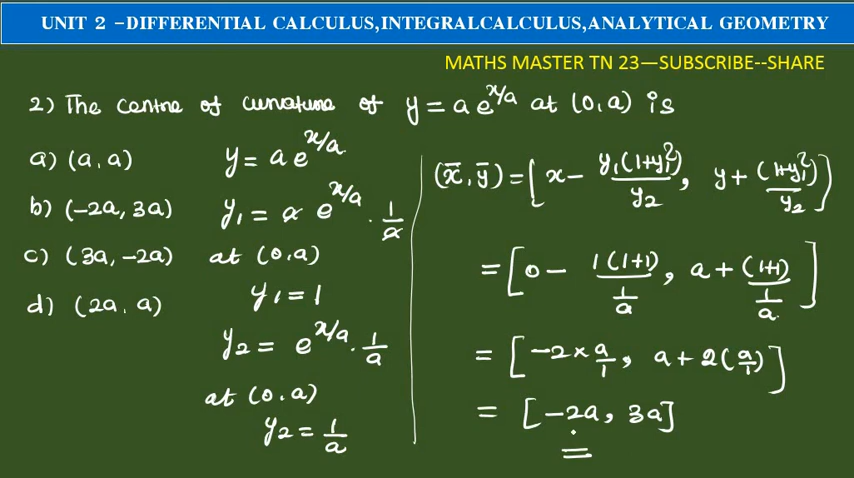 UNIT 2 –DIFFERENTIAL CALCULUS,INTEGRALCALCULUS,ANALYTICAL GEOMETRY
MATHS MASTER TN 23—SUBSCRIBE--SHARE
2) The centre of curvature of y = a e^{x/a} at (0,a) is
a) (a,a)
b) (-2a, 3a)
c) (3a, -2a)
d) (2a, a)
y = a e^{x/a}
y₁ = a e^{x/a} · 1/a
at (0,a)
y₁ = 1
y₂ = e^{x/a} · 1/a
at (0,a)
y₂ = 1/a
(x̄, ȳ) = [x - y₁(1+y₁²)/y₂, y + (1+y₁²)/y₂]
= [0 - 1(1+1)/(1/a), a + (1+1)/(1/a)]
= [-2 × a/1, a + 2(a/1)]
= [-2a, 3a]